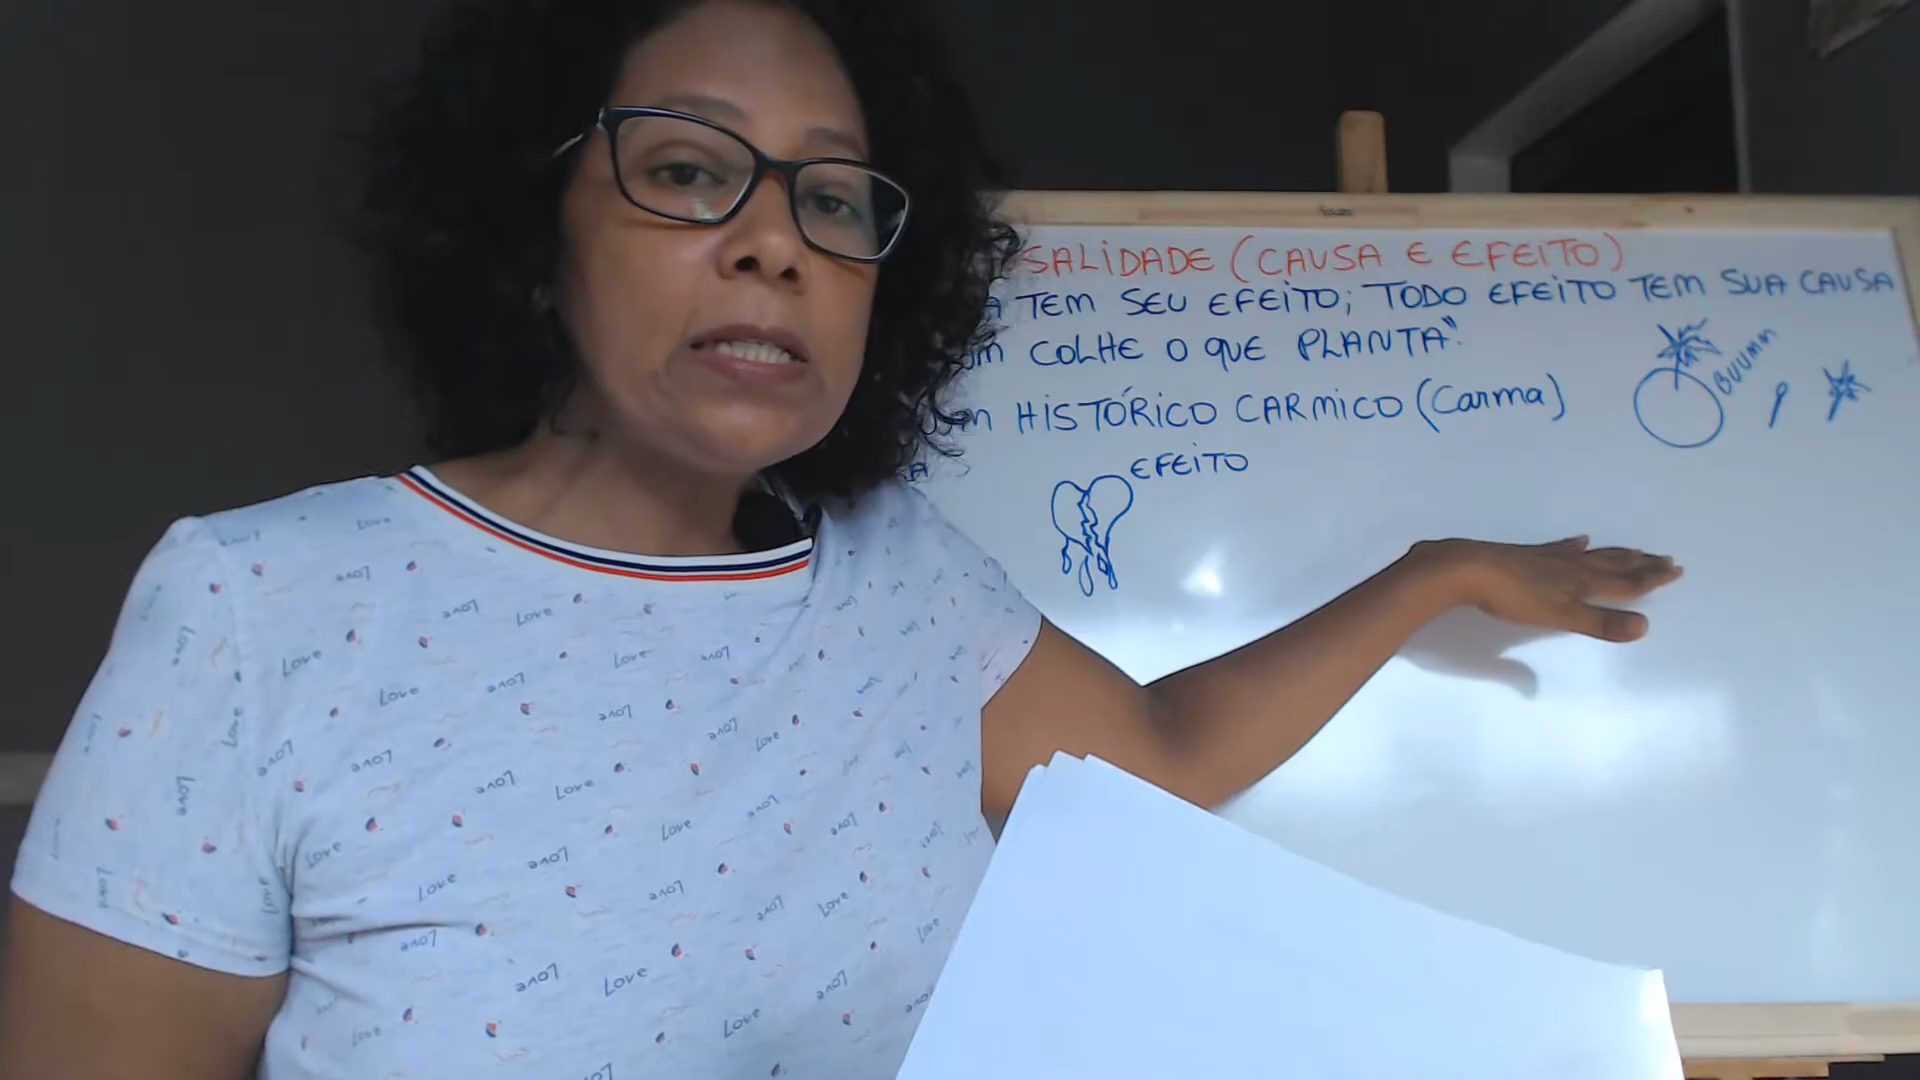 SALIDADE (CAUSA E EFEITO)
A TEM SEU EFEITO; TODO EFEITO TEM SUA CAUSA
M COLHE O QUE PLANTA".
BUUMM
HISTÓRICO CARMICO (Carma)
EFEITO
Love